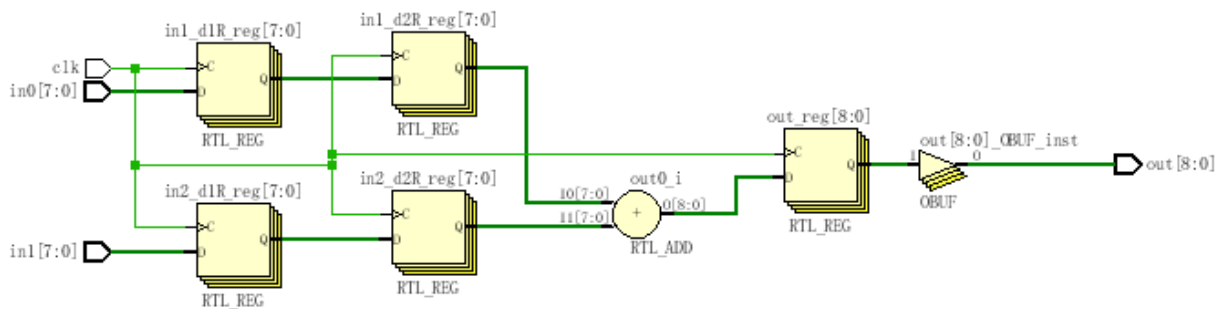 in1_d1R_reg[7:0]
in1_d2R_reg[7:0]
clk
C
C
in0[7:0]
D
Q
D
Q
RTL_REG
RTL_REG
out_reg[8:0]
out[8:0]_OBUF_inst
C
I
O
out[8:0]
D
Q
OBUF
RTL_REG
in2_d1R_reg[7:0]
in2_d2R_reg[7:0]
out0_i
I0[7:0]
I1[7:0]
+
O[8:0]
RTL_ADD
C
C
in1[7:0]
D
Q
D
Q
RTL_REG
RTL_REG